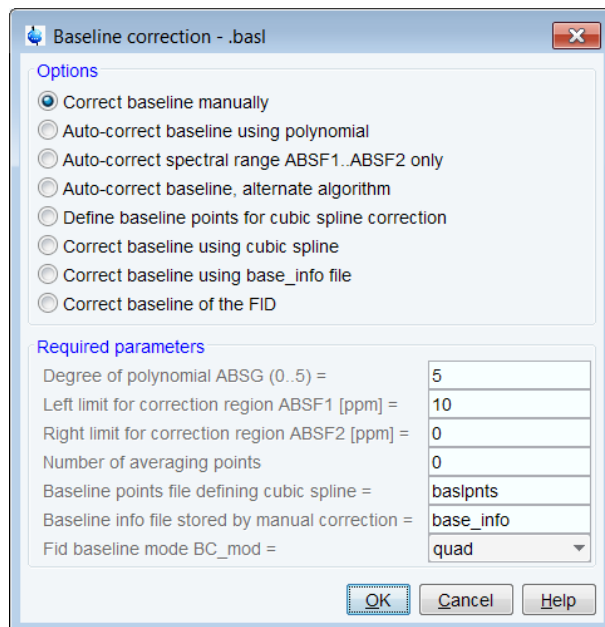 Baseline correction - .basl
Options
Correct baseline manually
Auto-correct baseline using polynomial
Auto-correct spectral range ABSF1..ABSF2 only
Auto-correct baseline, alternate algorithm
Define baseline points for cubic spline correction
Correct baseline using cubic spline
Correct baseline using base_info file
Correct baseline of the FID
Required parameters
Degree of polynomial ABSG (0..5) = 5
Left limit for correction region ABSF1 [ppm] = 10
Right limit for correction region ABSF2 [ppm] = 0
Number of averaging points 0
Baseline points file defining cubic spline = baslpnts
Baseline info file stored by manual correction = base_info
Fid baseline mode BC_mod = quad
OK Cancel Help